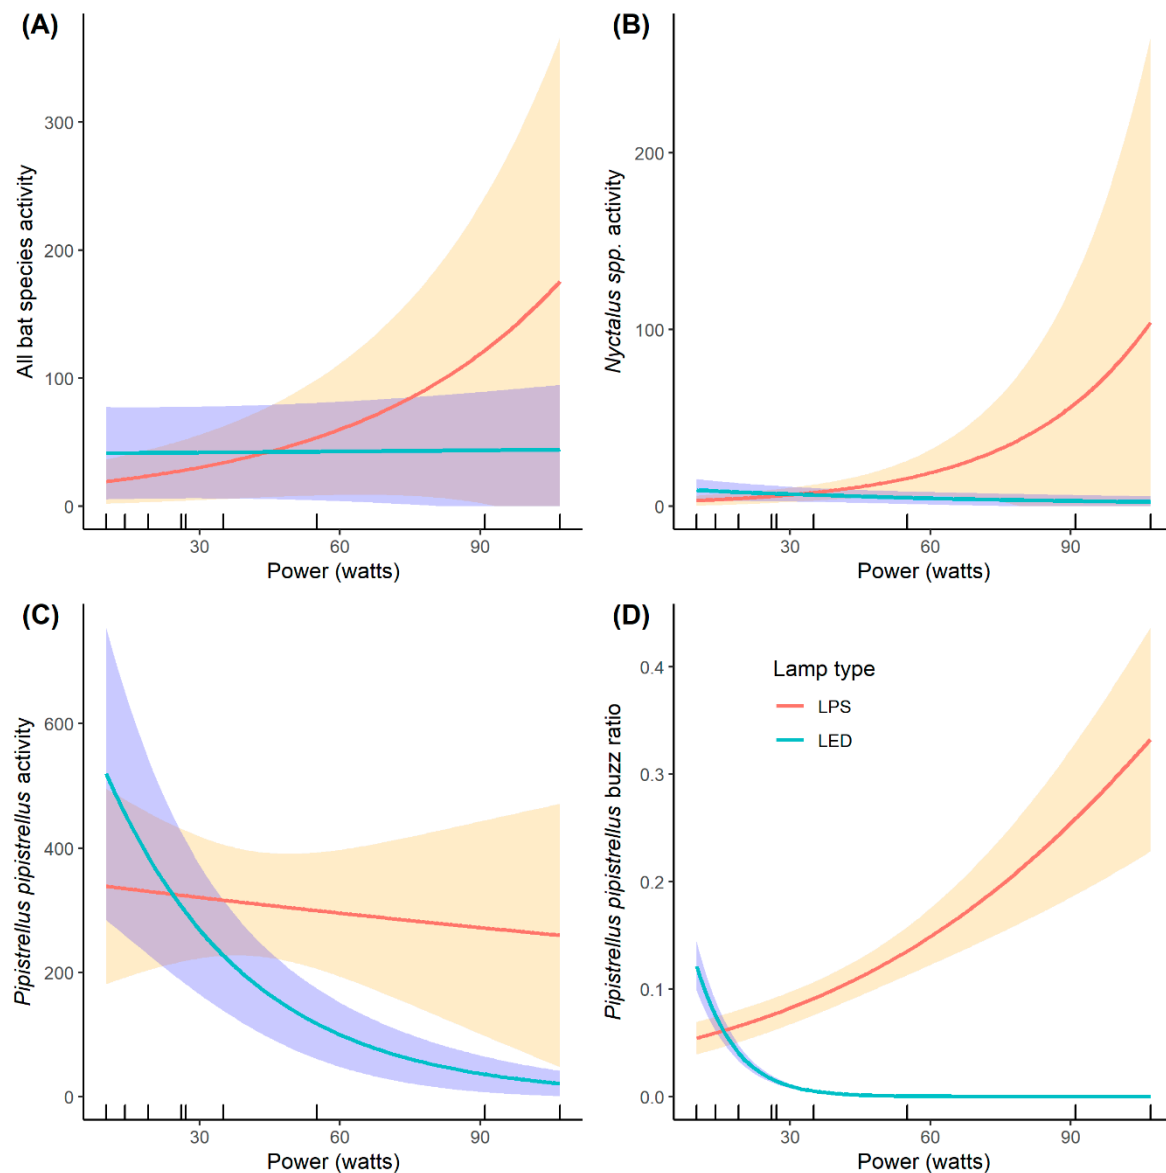 (A)
All bat species activity
300
200
100
0
30 60 90
Power (watts)
(B)
Nyctalus spp. activity
200
100
0
30 60 90
Power (watts)
(C)
Pipistrellus pipistrellus activity
600
400
200
0
30 60 90
Power (watts)
(D)
Pipistrellus pipistrellus buzz ratio
0.4
0.3
0.2
0.1
0.0
Lamp type
LPS
LED
30 60 90
Power (watts)